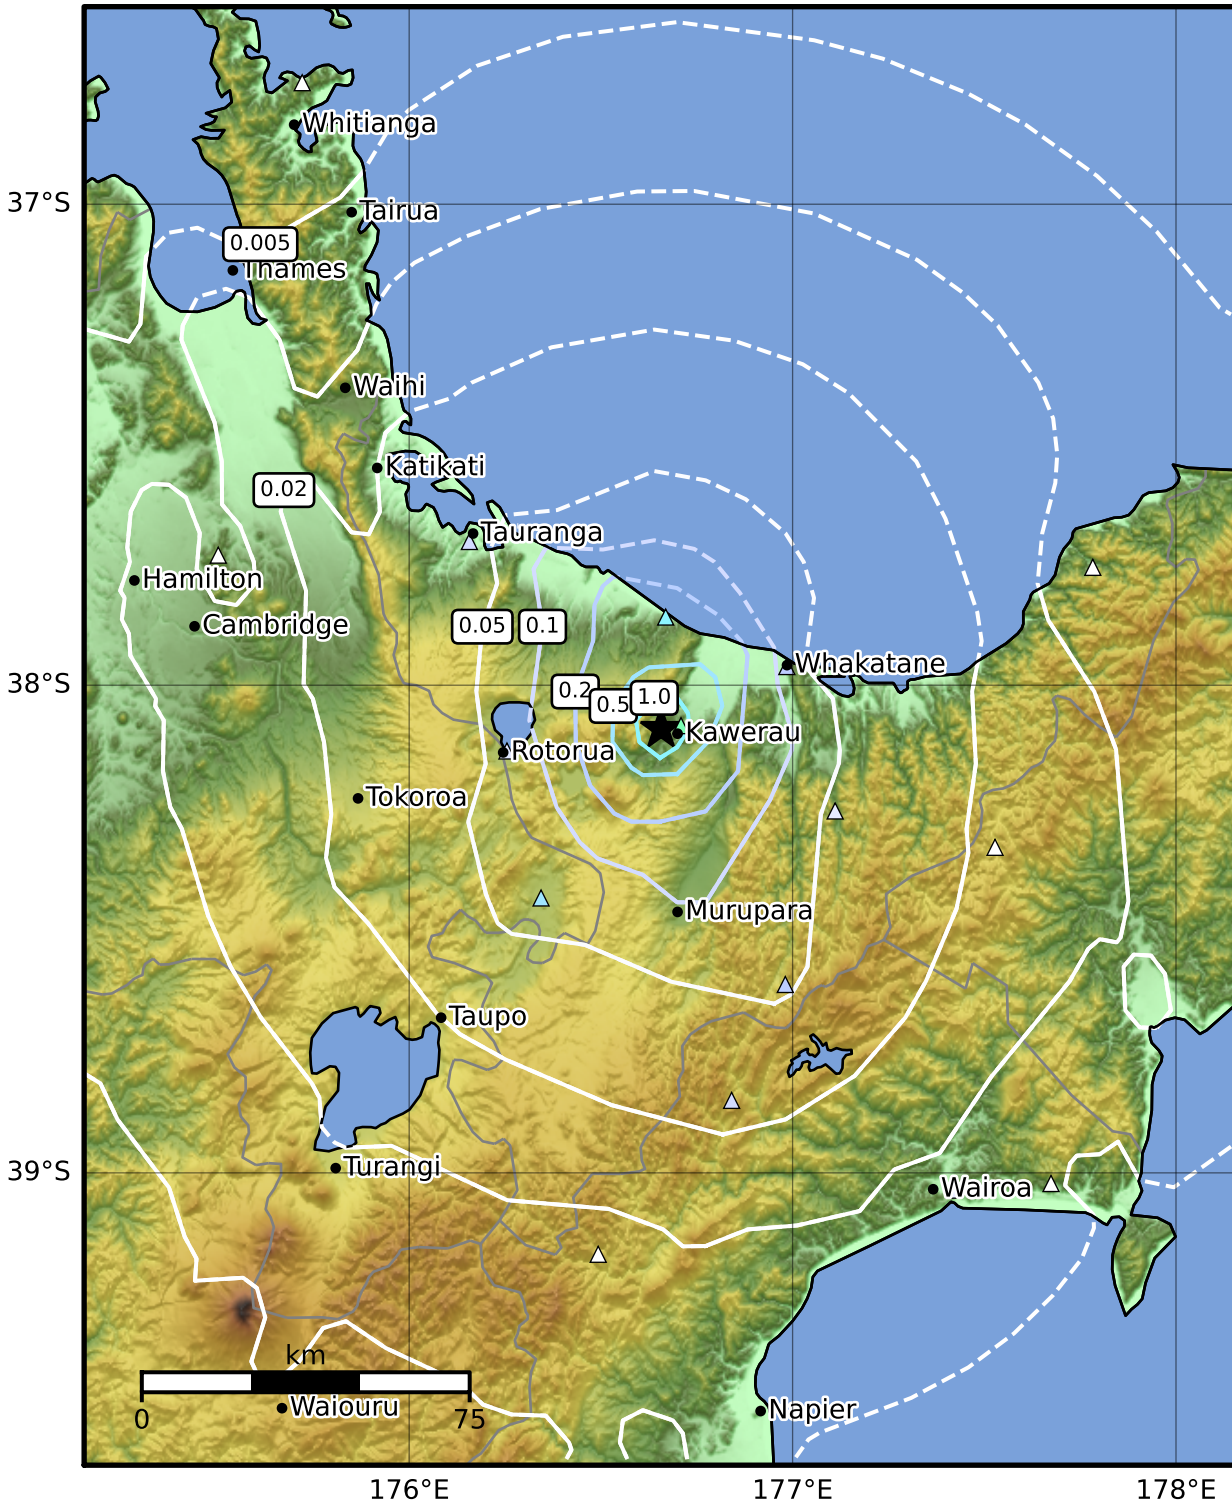 Whitianga
37°S
Tairua
0.005
Thames
Waihi
Katikati
0.02
Tauranga
Hamilton
Cambridge
0.05
0.1
Whakatane
38°S
0.2
0.5
1.0
Kawerau
Rotorua
Tokoroa
Murupara
Taupo
39°S
Turangi
Wairoa
km
0
75
Waiouru
Napier
176°E
177°E
178°E